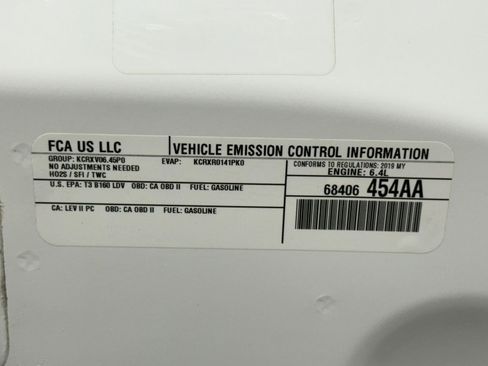 FCA US LLC
VEHICLE EMISSION CONTROL INFORMATION
GROUP: KCRXV06.45P0 EVAP: KCRXR0141PK0
NO ADJUSTMENTS NEEDED
HO2S / SFI / TWC
CONFORMS TO REGULATIONS: 2019 MY
ENGINE: 6.4L
U.S. EPA: T3 B160 LDV OBD: CA OBD II FUEL: GASOLINE
68406 454AA
CA: LEV II PC OBD: CA OBD II FUEL: GASOLINE